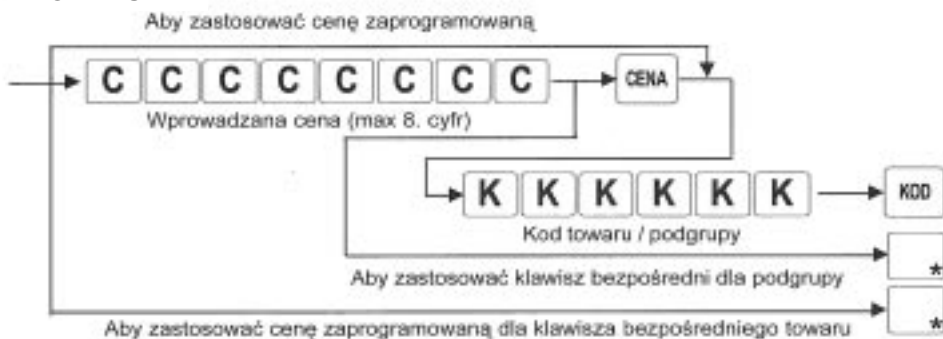 Aby zastosować cenę zaprogramowaną
C C C C C C C C CENA
Wprowadzana cena (max 8. cyfr)
K K K K K K KOD
Kod towaru / podgrupy
*
Aby zastosować klawisz bezpośredni dla podgrupy
*
Aby zastosować cenę zaprogramowaną dla klawisza bezpośredniego towaru